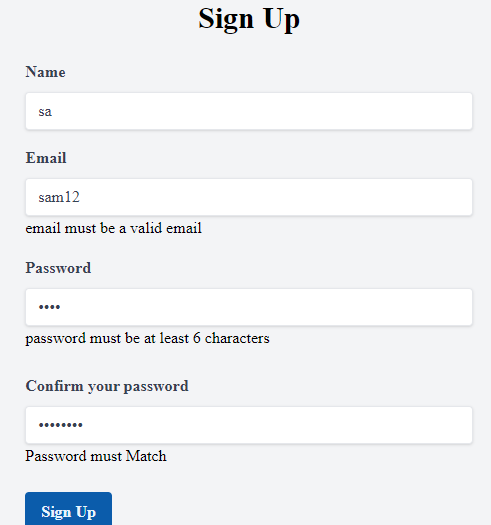 Sign Up
Name
sa
Email
sam12
email must be a valid email
Password
••••
password must be at least 6 characters
Confirm your password
••••••••
Password must Match
Sign Up